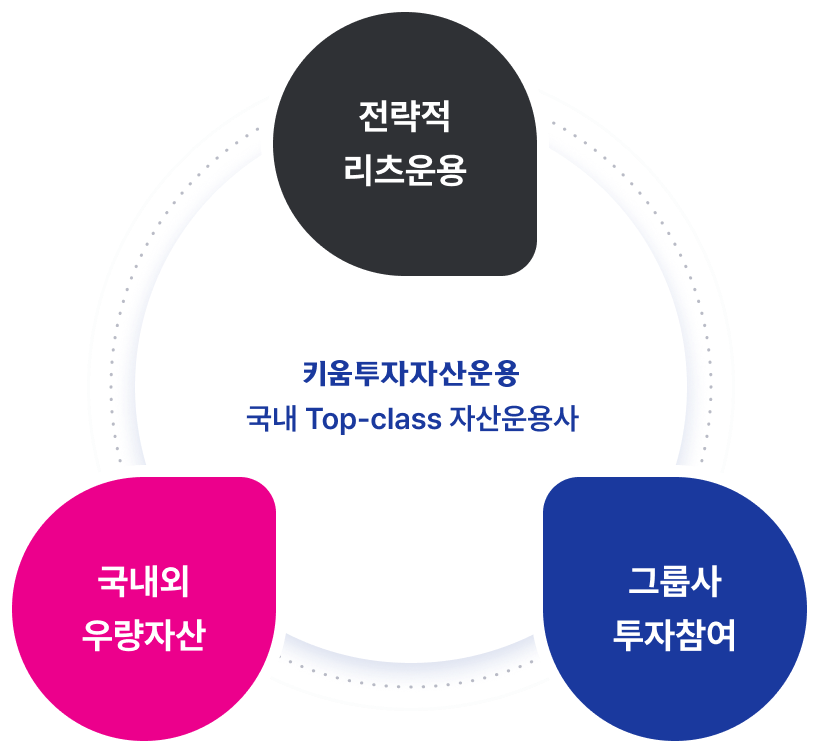 전략적
리츠운용
키움투자자산운용
국내 Top-class 자산운용사
국내외
우량자산
그룹사
투자참여